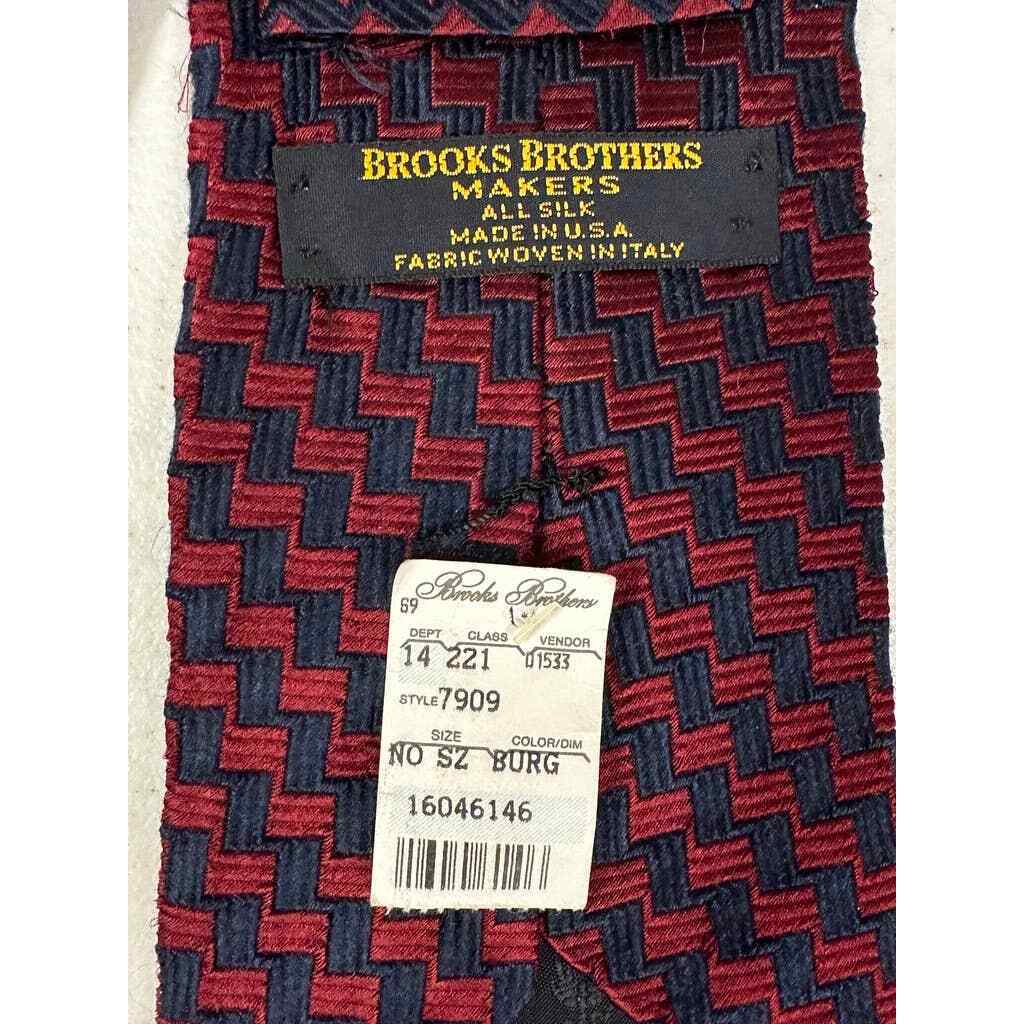 BROOKS BROTHERS
MAKERS
ALL SILK
MADE IN U.S.A.
FABRIC WOVEN IN ITALY
Brooks Brothers
69
DEPT CLASS VENDOR
14 221 01533
STYLE 7909
SIZE COLOR/DIM
NO SZ BURG
16046146